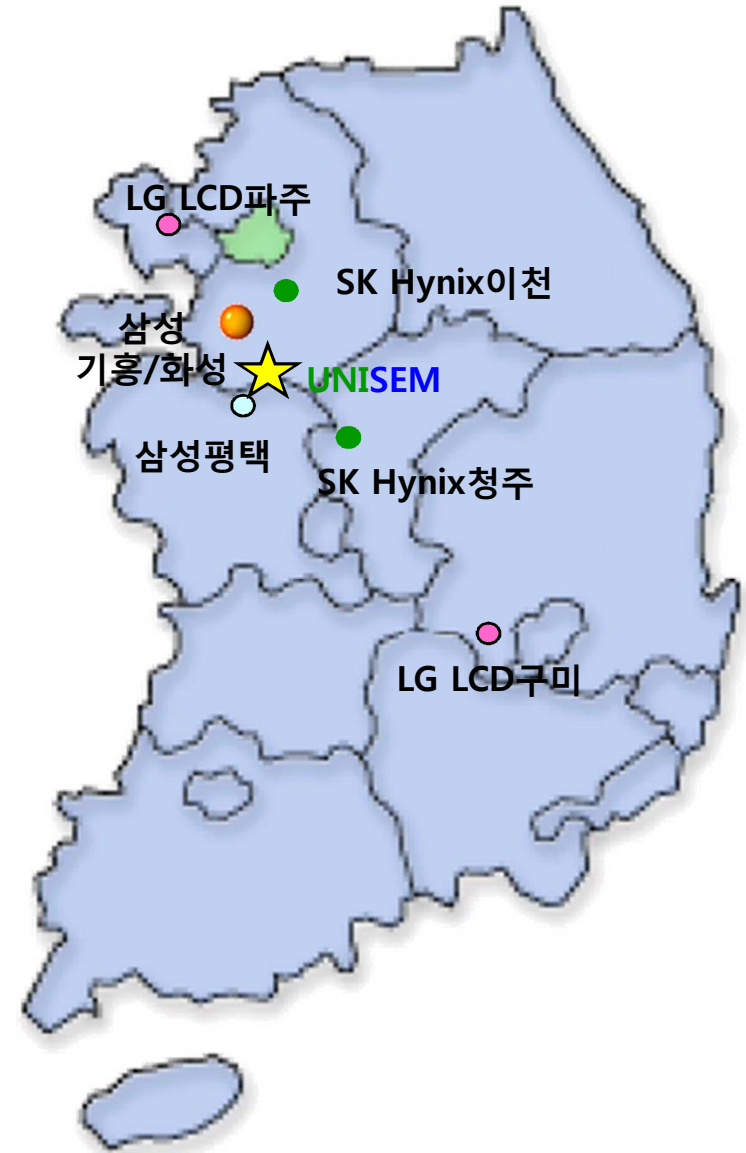 LG LCD파주
SK Hynix이천
삼성
기흥/화성
UNISEM
삼성평택
SK Hynix청주
LG LCD구미